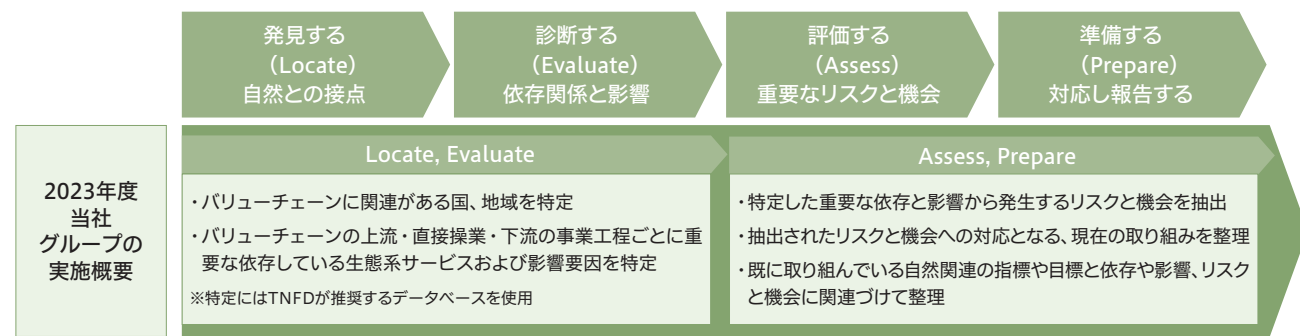 発見する
（Locate）
自然との接点
診断する
（Evaluate）
依存関係と影響
評価する
（Assess）
重要なリスクと機会
準備する
（Prepare）
対応し報告する
2023年度
当社
グループの
実施概要
Locate, Evaluate
・バリューチェーンに関連がある国、地域を特定
・バリューチェーンの上流・直接操業・下流の事業工程ごとに重
要な依存している生態系サービスおよび影響要因を特定
※特定にはTNFDが推奨するデータベースを使用
Assess, Prepare
・特定した重要な依存と影響から発生するリスクと機会を抽出
・抽出されたリスクと機会への対応となる、現在の取り組みを整理
・既に取り組んでいる自然関連の指標や目標と依存や影響、リスク
と機会に関連づけて整理